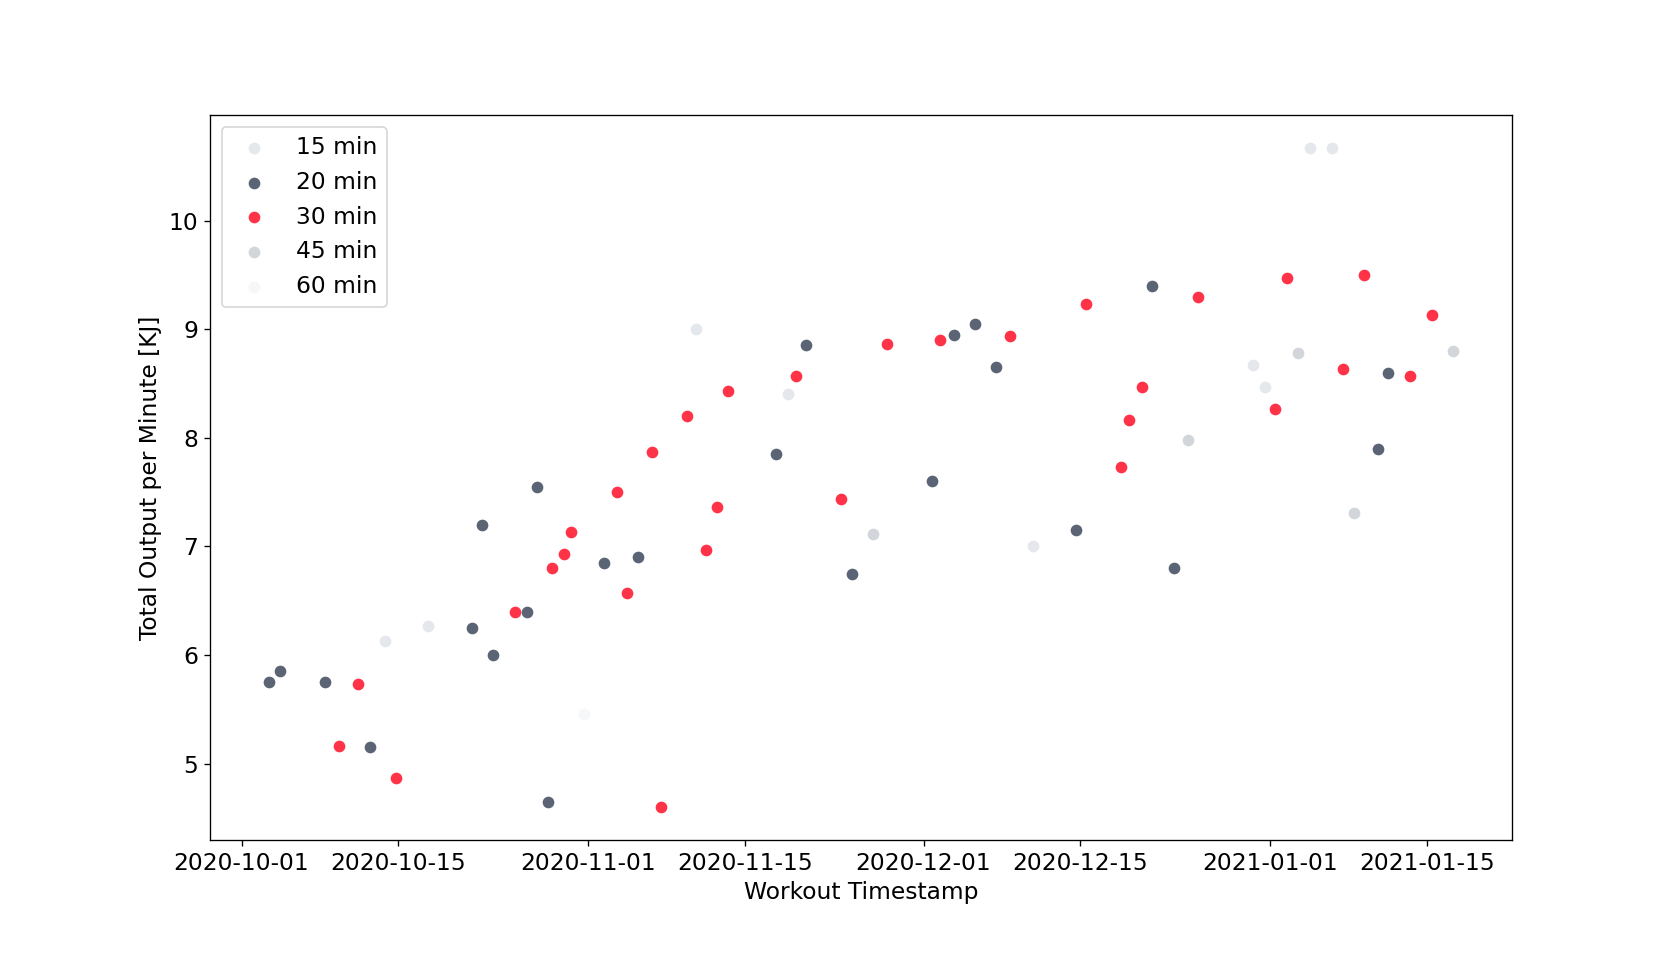 15 min
20 min
30 min
45 min
60 min
10
9
8
7
6
5
Total Output per Minute [KJ]
2020-10-01 2020-10-15 2020-11-01 2020-11-15 2020-12-01 2020-12-15 2021-01-01 2021-01-15
Workout Timestamp